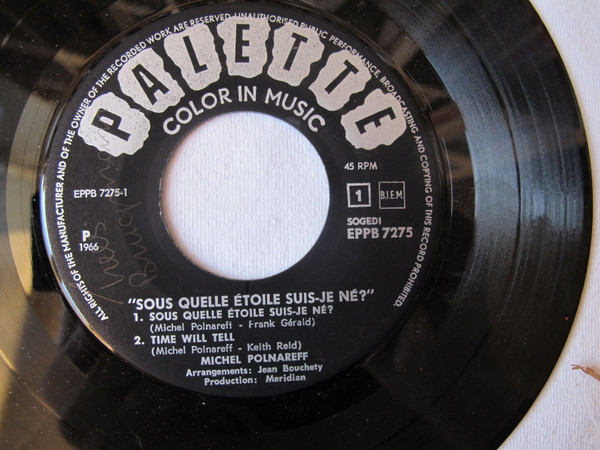 ALL RIGHTS OF THE MANUFACTURER AND OF THE OWNER OF THE RECORDED WORK ARE RESERVED. UNAUTHORISED PUBLIC PERFORMANCE, BROADCASTING AND COPYING OF THIS RECORD PROHIBITED.
PALETTE
COLOR IN MUSIC
45 RPM
EPPB 7275-1
1
B.I.E.M.
SOGEDI
EPPB 7275
P
1966
"SOUS QUELLE ÉTOILE SUIS-JE NÉ?"
1. SOUS QUELLE ÉTOILE SUIS-JE NÉ?
(Michel Polnareff - Frank Gérald)
2. TIME WILL TELL
(Michel Polnareff - Keith Reid)
MICHEL POLNAREFF
Arrangements: Jean Bouchety
Production: Meridian